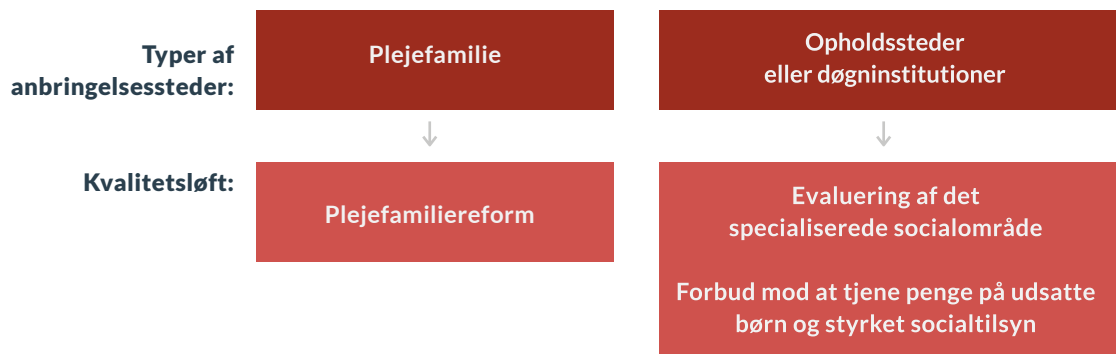 Typer af
anbringelsessteder:
Plejefamilie
Opholdssteder
eller døgninstitutioner
Kvalitetsløft:
Plejefamiliereform
Evaluering af det
specialiserede socialområde
Forbud mod at tjene penge på udsatte
børn og styrket socialtilsyn